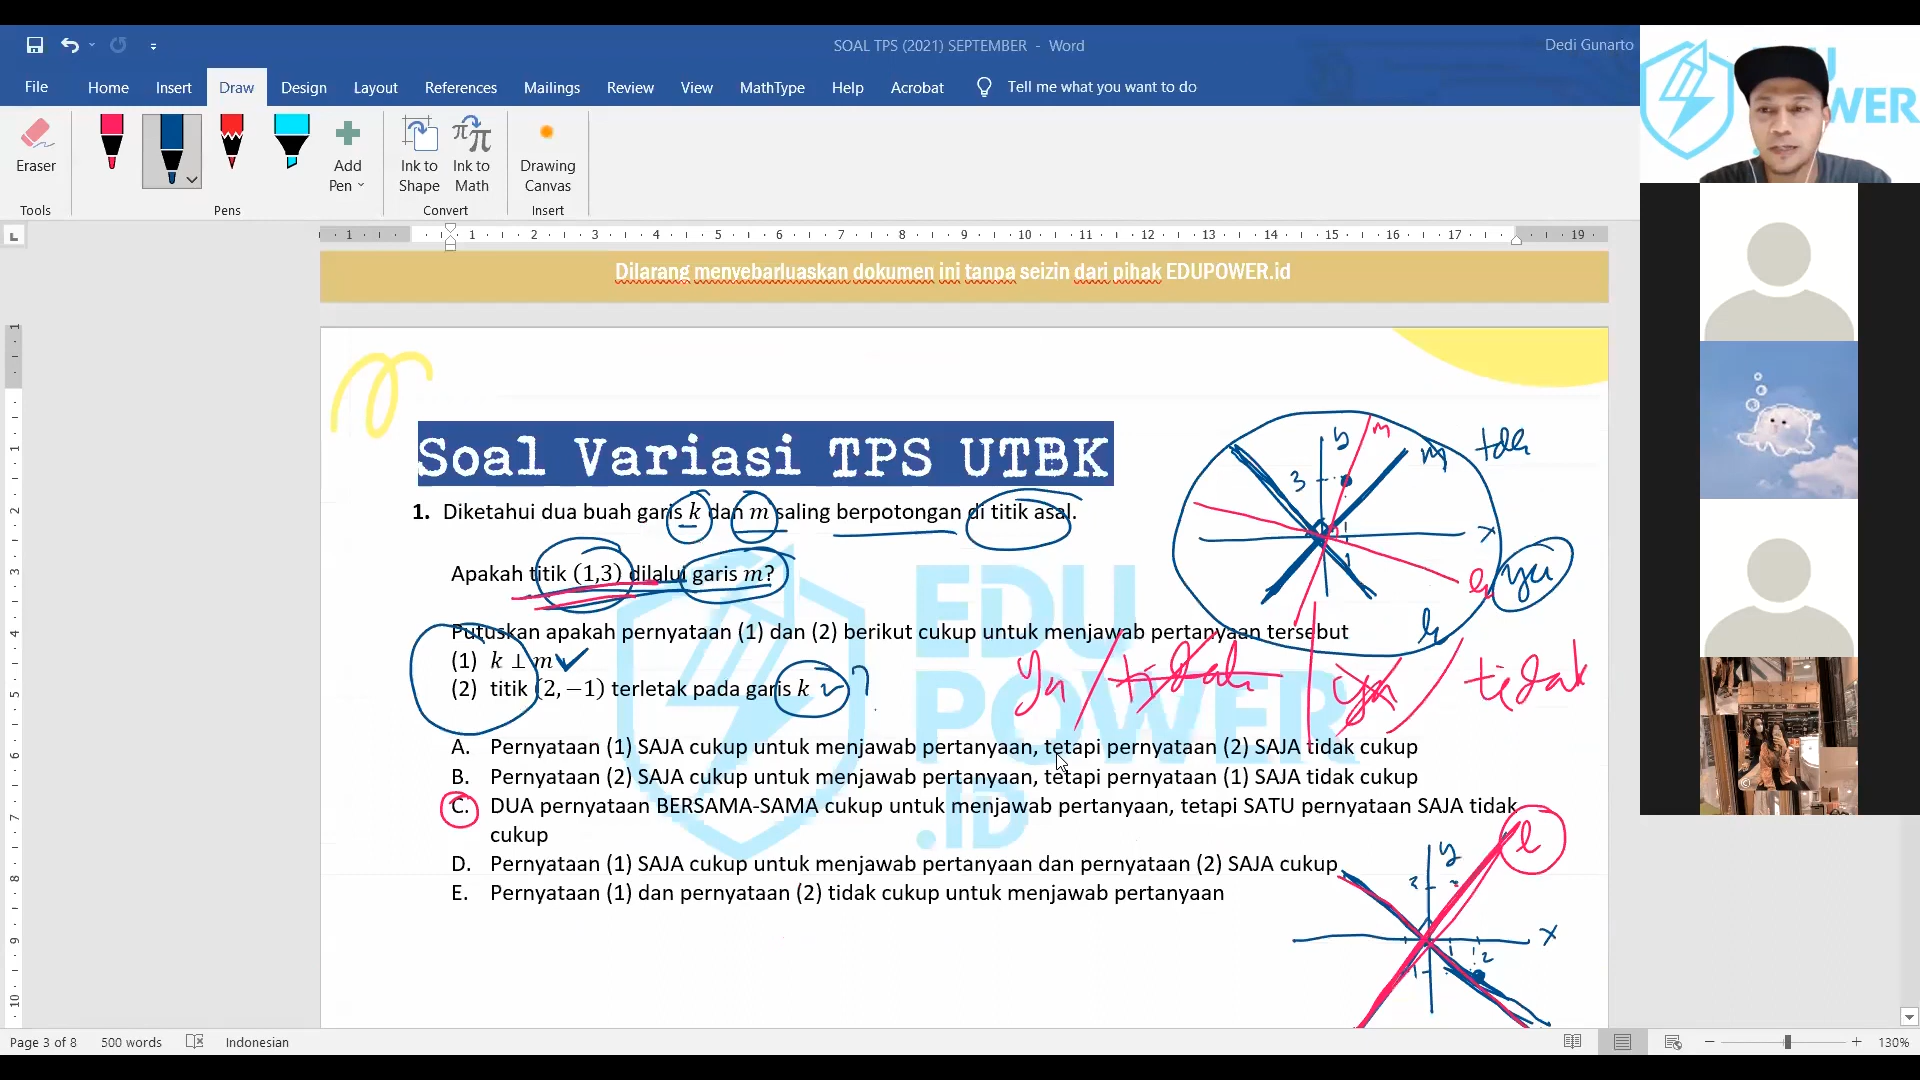 SOAL TPS (2021) SEPTEMBER - Word
Dedi Gunarto
File Home Insert Draw Design Layout References Mailings Review View MathType Help Acrobat Tell me what you want to do
Eraser
Add Pen
Ink to Shape
Ink to Math
Drawing Canvas
Tools
Pens
Convert
Insert
Dilarang menyebarluaskan dokumen ini tanpa seizin dari pihak EDUPOWER.id
Soal Variasi TPS UTBK
1. Diketahui dua buah garis k dan m saling berpotongan di titik asal.
Apakah titik (1,3) dilalui garis m?
Putuskan apakah pernyataan (1) dan (2) berikut cukup untuk menjawab pertanyaan tersebut
(1) k ⊥ m
(2) titik (2, −1) terletak pada garis k
?
A. Pernyataan (1) SAJA cukup untuk menjawab pertanyaan, tetapi pernyataan (2) SAJA tidak cukup
B. Pernyataan (2) SAJA cukup untuk menjawab pertanyaan, tetapi pernyataan (1) SAJA tidak cukup
C. DUA pernyataan BERSAMA-SAMA cukup untuk menjawab pertanyaan, tetapi SATU pernyataan SAJA tidak
cukup
D. Pernyataan (1) SAJA cukup untuk menjawab pertanyaan dan pernyataan (2) SAJA cukup
E. Pernyataan (1) dan pernyataan (2) tidak cukup untuk menjawab pertanyaan
m
m
3
x
1
ya
k
ya / tidak
ya / tidak
y
x
2
EDU
POWER
.ID
Page 3 of 8
500 words
Indonesian
130%